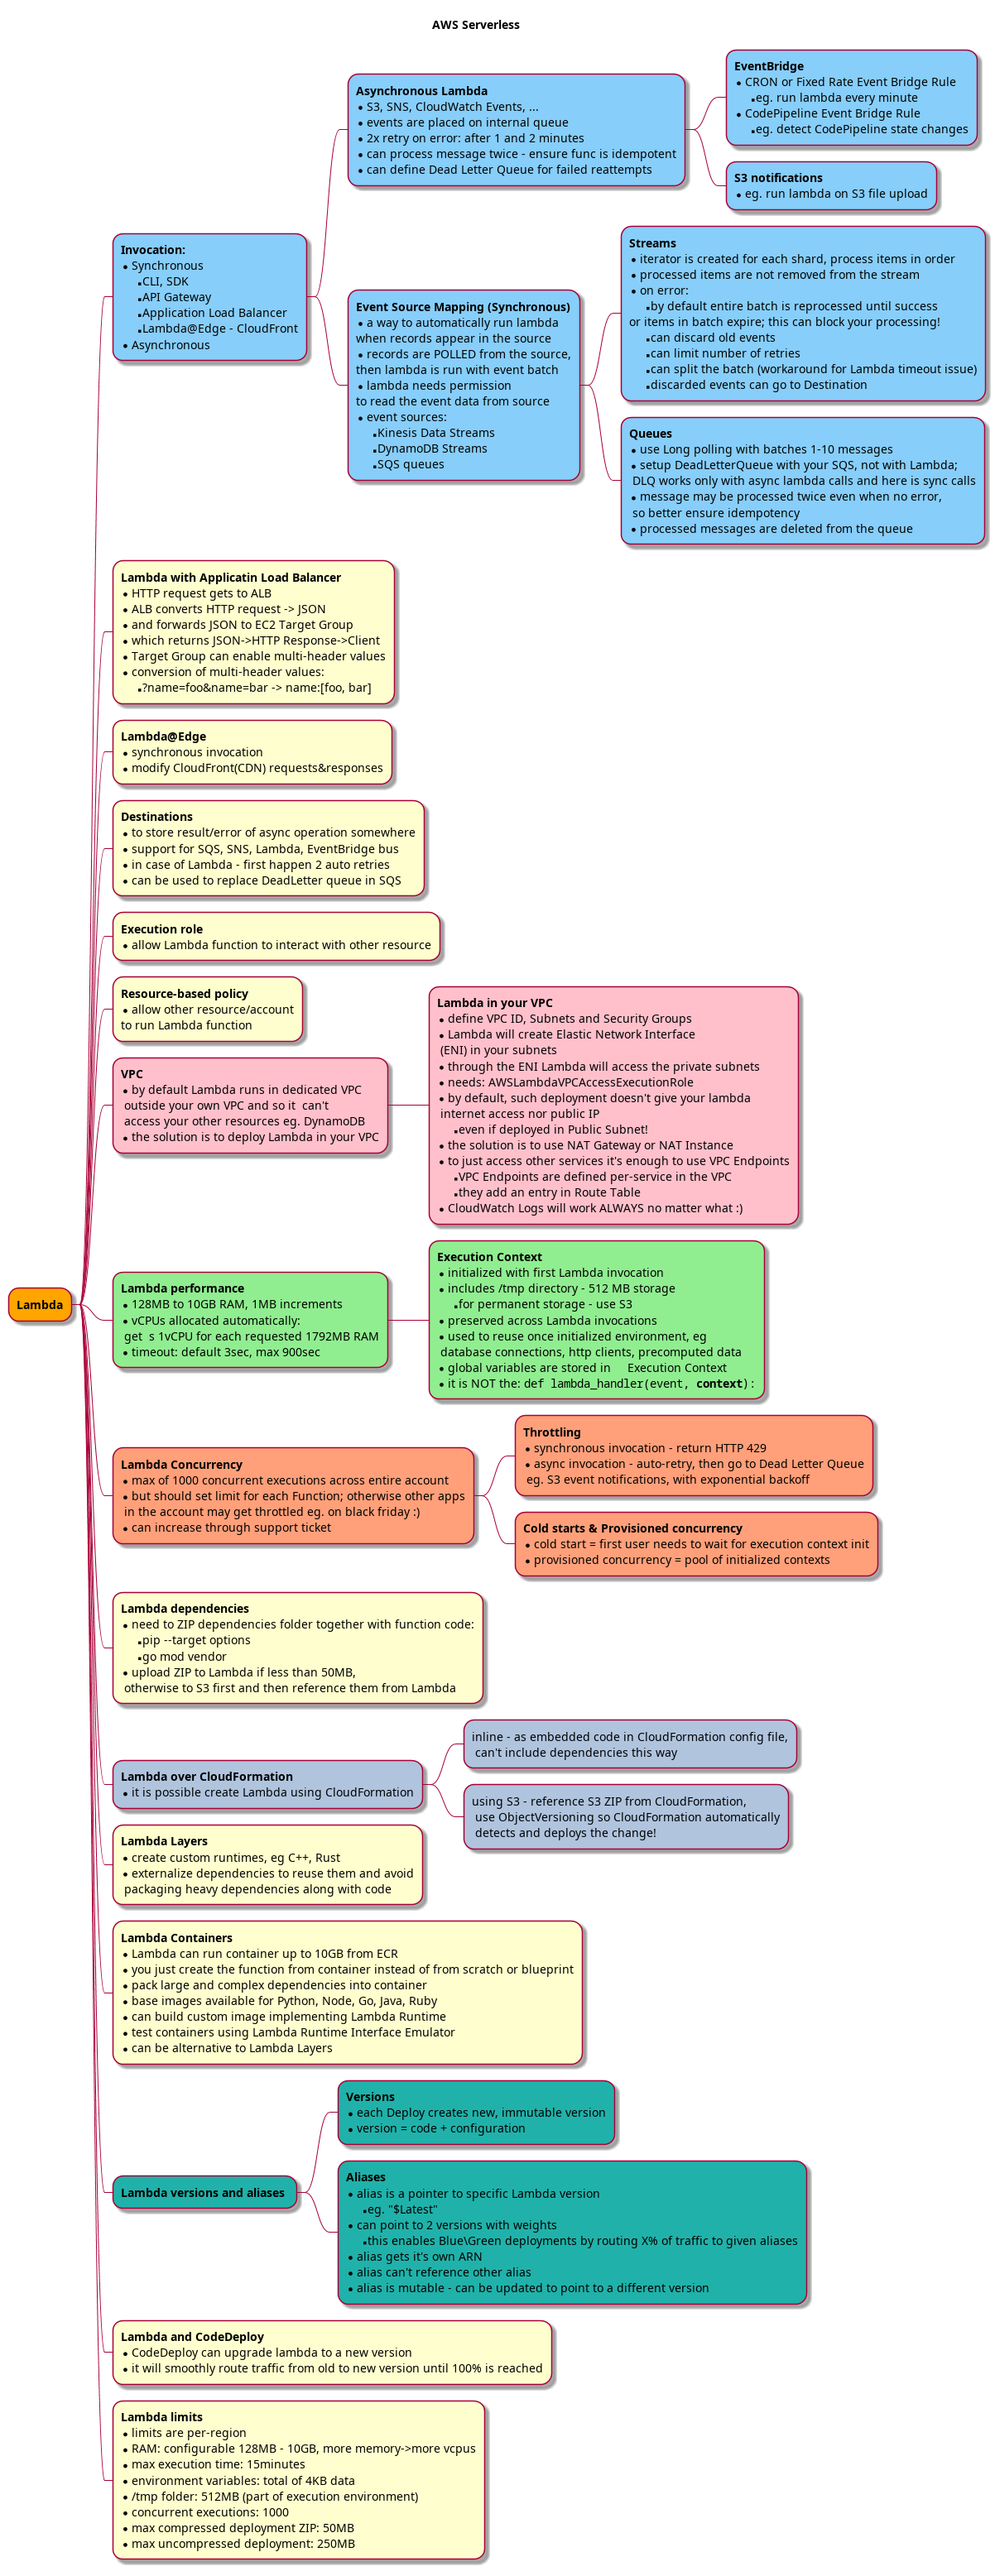 AWS Serverless
Lambda
Invocation:
• Synchronous
▪CLI, SDK
▪API Gateway
▪Application Load Balancer
▪Lambda@Edge - CloudFront
• Asynchronous
Asynchronous Lambda
• S3, SNS, CloudWatch Events, ...
• events are placed on internal queue
• 2x retry on error: after 1 and 2 minutes
• can process message twice - ensure func is idempotent
• can define Dead Letter Queue for failed reattempts
EventBridge
• CRON or Fixed Rate Event Bridge Rule
▪eg. run lambda every minute
• CodePipeline Event Bridge Rule
▪eg. detect CodePipeline state changes
S3 notifications
• eg. run lambda on S3 file upload
Event Source Mapping (Synchronous)
• a way to automatically run lambda
when records appear in the source
• records are POLLED from the source,
then lambda is run with event batch
• lambda needs permission
to read the event data from source
• event sources:
▪Kinesis Data Streams
▪DynamoDB Streams
▪SQS queues
Streams
• iterator is created for each shard, process items in order
• processed items are not removed from the stream
• on error:
▪by default entire batch is reprocessed until success
or items in batch expire; this can block your processing!
▪can discard old events
▪can limit number of retries
▪can split the batch (workaround for Lambda timeout issue)
▪discarded events can go to Destination
Queues
• use Long polling with batches 1-10 messages
• setup DeadLetterQueue with your SQS, not with Lambda;
DLQ works only with async lambda calls and here is sync calls
• message may be processed twice even when no error,
so better ensure idempotency
• processed messages are deleted from the queue
Lambda with Applicatin Load Balancer
• HTTP request gets to ALB
• ALB converts HTTP request -> JSON
• and forwards JSON to EC2 Target Group
• which returns JSON->HTTP Response->Client
• Target Group can enable multi-header values
• conversion of multi-header values:
▪?name=foo&name=bar -> name:[foo, bar]
Lambda@Edge
• synchronous invocation
• modify CloudFront(CDN) requests&responses
Destinations
• to store result/error of async operation somewhere
• support for SQS, SNS, Lambda, EventBridge bus
• in case of Lambda - first happen 2 auto retries
• can be used to replace DeadLetter queue in SQS
Execution role
• allow Lambda function to interact with other resource
Resource-based policy
• allow other resource/account
to run Lambda function
VPC
• by default Lambda runs in dedicated VPC
outside your own VPC and so it can't
access your other resources eg. DynamoDB
• the solution is to deploy Lambda in your VPC
Lambda in your VPC
• define VPC ID, Subnets and Security Groups
• Lambda will create Elastic Network Interface
(ENI) in your subnets
• through the ENI Lambda will access the private subnets
• needs: AWSLambdaVPCAccessExecutionRole
• by default, such deployment doesn't give your lambda
internet access nor public IP
▪even if deployed in Public Subnet!
• the solution is to use NAT Gateway or NAT Instance
• to just access other services it's enough to use VPC Endpoints
▪VPC Endpoints are defined per-service in the VPC
▪they add an entry in Route Table
• CloudWatch Logs will work ALWAYS no matter what :)
Lambda performance
• 128MB to 10GB RAM, 1MB increments
• vCPUs allocated automatically:
get s 1vCPU for each requested 1792MB RAM
• timeout: default 3sec, max 900sec
Execution Context
• initialized with first Lambda invocation
• includes /tmp directory - 512 MB storage
▪for permanent storage - use S3
• preserved across Lambda invocations
• used to reuse once initialized environment, eg
database connections, http clients, precomputed data
• global variables are stored in Execution Context
• it is NOT the: def lambda_handler(event, context):
Lambda Concurrency
• max of 1000 concurrent executions across entire account
• but should set limit for each Function; otherwise other apps
in the account may get throttled eg. on black friday :)
• can increase through support ticket
Throttling
• synchronous invocation - return HTTP 429
• async invocation - auto-retry, then go to Dead Letter Queue
eg. S3 event notifications, with exponential backoff
Cold starts & Provisioned concurrency
• cold start = first user needs to wait for execution context init
• provisioned concurrency = pool of initialized contexts
Lambda dependencies
• need to ZIP dependencies folder together with function code:
▪pip --target options
▪go mod vendor
• upload ZIP to Lambda if less than 50MB,
otherwise to S3 first and then reference them from Lambda
Lambda over CloudFormation
• it is possible create Lambda using CloudFormation
inline - as embedded code in CloudFormation config file,
can't include dependencies this way
using S3 - reference S3 ZIP from CloudFormation,
use ObjectVersioning so CloudFormation automatically
detects and deploys the change!
Lambda Layers
• create custom runtimes, eg C++, Rust
• externalize dependencies to reuse them and avoid
packaging heavy dependencies along with code
Lambda Containers
• Lambda can run container up to 10GB from ECR
• you just create the function from container instead of from scratch or blueprint
• pack large and complex dependencies into container
• base images available for Python, Node, Go, Java, Ruby
• can build custom image implementing Lambda Runtime
• test containers using Lambda Runtime Interface Emulator
• can be alternative to Lambda Layers
Lambda versions and aliases
Versions
• each Deploy creates new, immutable version
• version = code + configuration
Aliases
• alias is a pointer to specific Lambda version
▪eg. "$Latest"
• can point to 2 versions with weights
▪this enables Blue\Green deployments by routing X% of traffic to given aliases
• alias gets it's own ARN
• alias can't reference other alias
• alias is mutable - can be updated to point to a different version
Lambda and CodeDeploy
• CodeDeploy can upgrade lambda to a new version
• it will smoothly route traffic from old to new version until 100% is reached
Lambda limits
• limits are per-region
• RAM: configurable 128MB - 10GB, more memory->more vcpus
• max execution time: 15minutes
• environment variables: total of 4KB data
• /tmp folder: 512MB (part of execution environment)
• concurrent executions: 1000
• max compressed deployment ZIP: 50MB
• max uncompressed deployment: 250MB